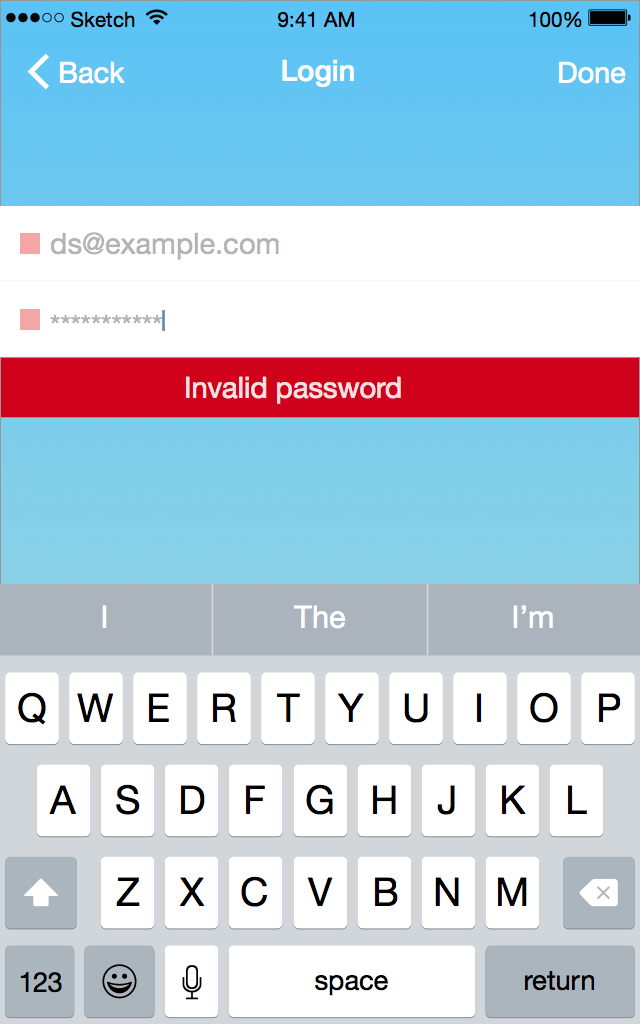 Sketch 9:41 AM 100%
Back Login Done
ds@example.com
***********
Invalid password
I The I’m
Q W E R T Y U I O P
A S D F G H J K L
Z X C V B N M
123 space return